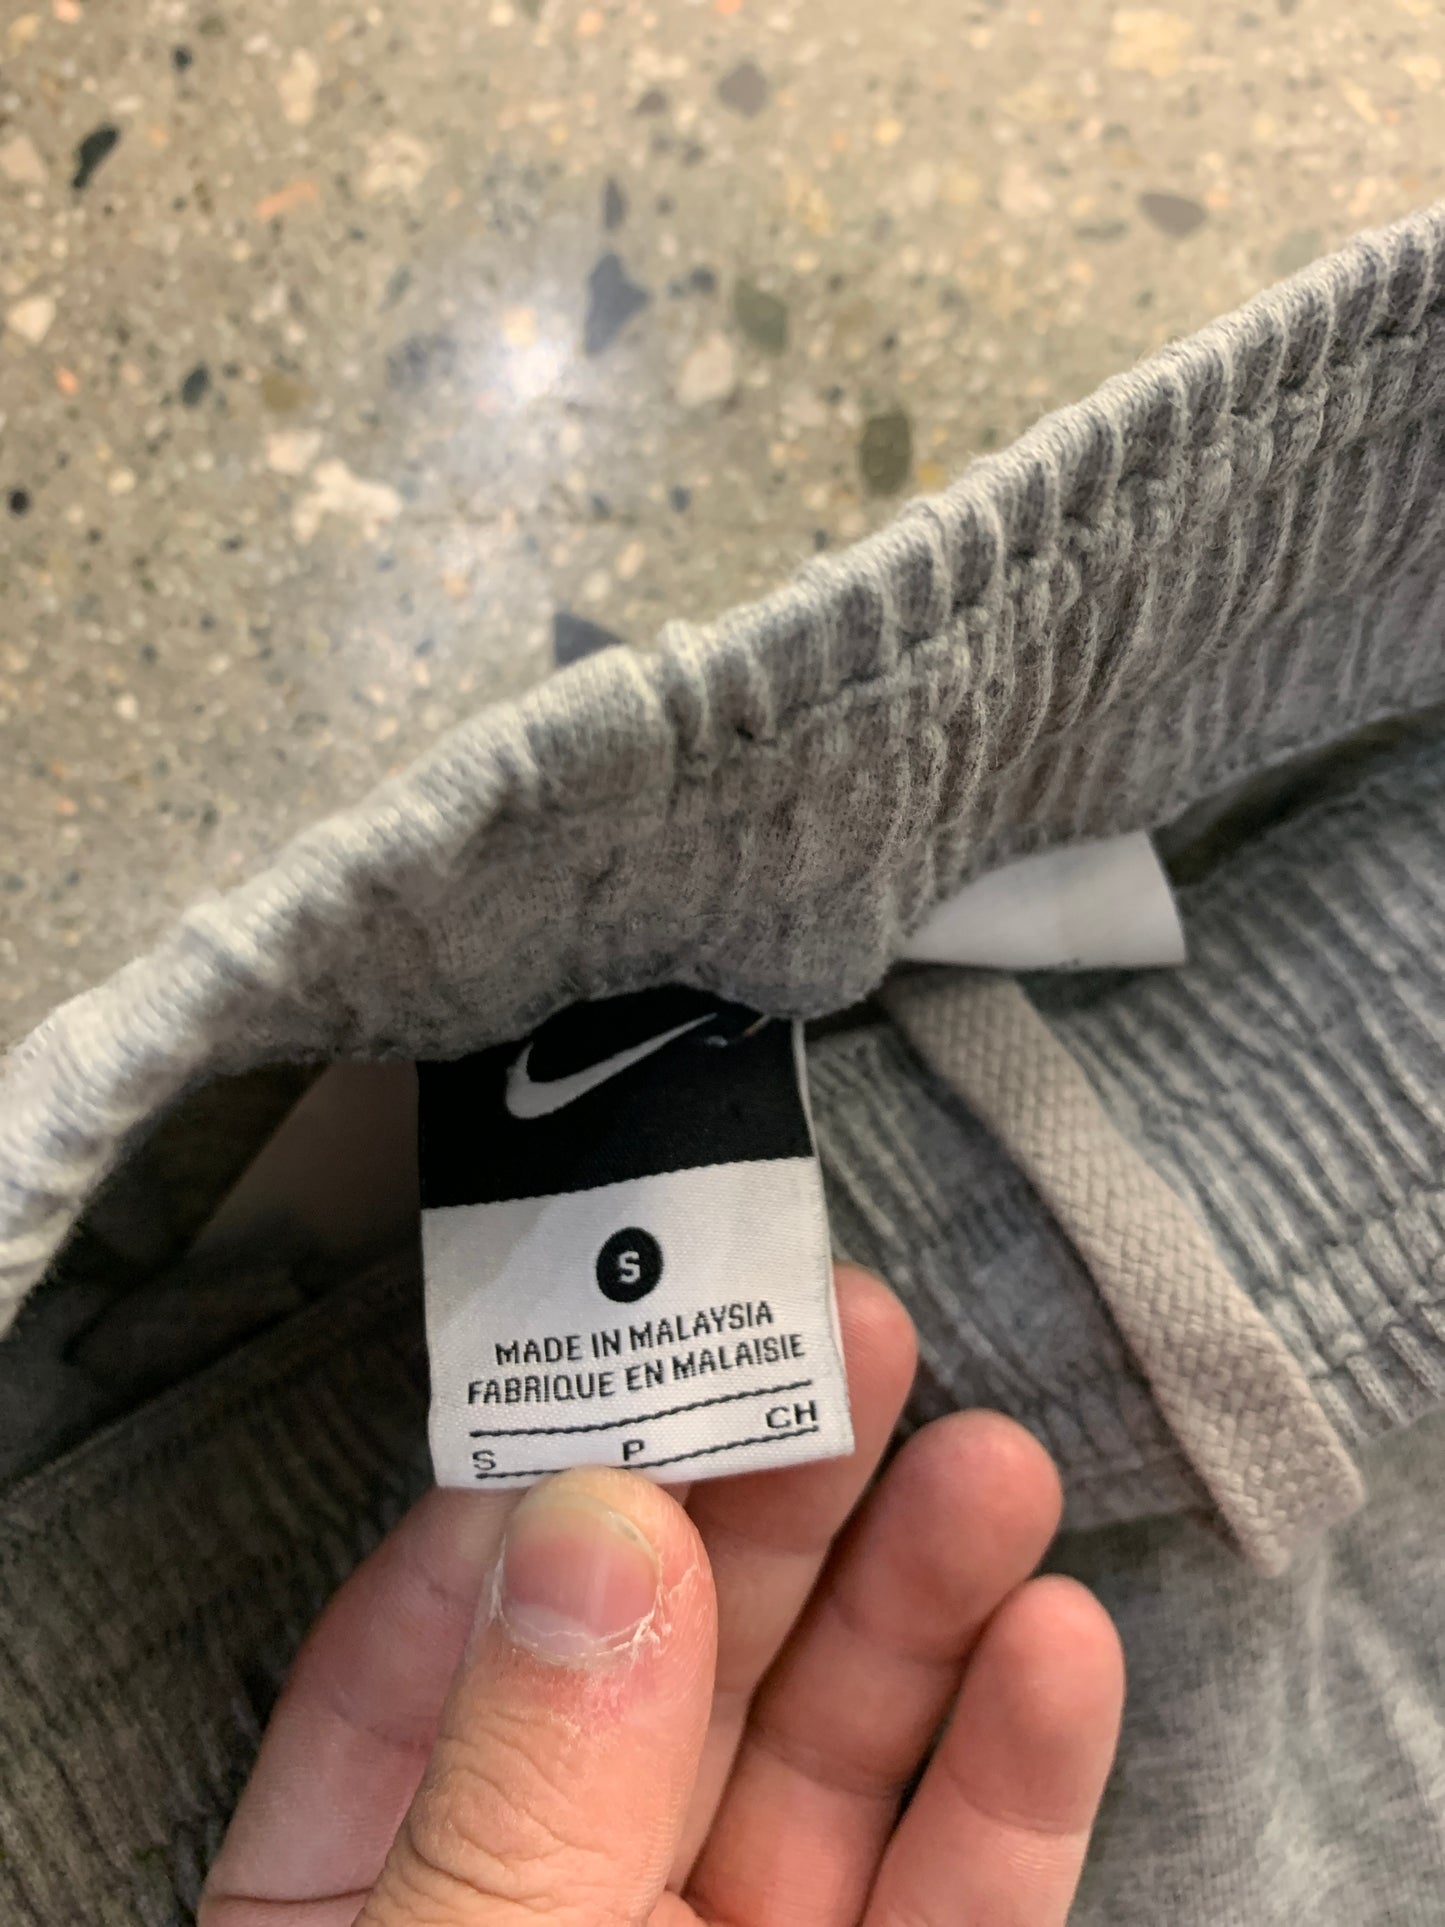 S
MADE IN MALAYSIA
FABRIQUE EN MALAISIE
S P CH